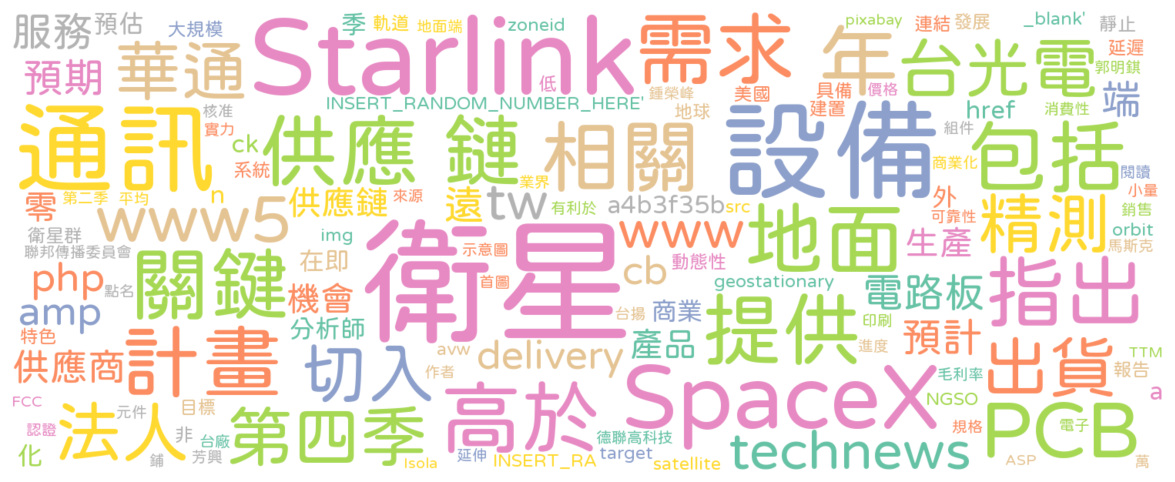 服務 預估 大規模 季 軌道 地面端 zoneid pixabay 連結 發展 _blank' 靜止
預期 華通 Starlink 需求 年 台光電 延遲 郭明錤
低 INSERT_RANDOM_NUMBER_HERE' 鍾榮峰 地球 美國 具備 價格 建置 href 消費性 端
通訊 核准 實力 ck 系統 供應 鏈 相關 設備 組件 包括 商業化 閱讀
零 第二季 平均 n 供應鏈 來源 業界 遠 tw 有利於 a4b3f35b src 外 可靠性 小量 銷售
衛星群 www5 img 衛星 示意圖 www 地面 生產 精測 orbit 馬斯克
聯邦傳播委員會 php 點名 關鍵 在即 首圖 cb 動態性 geostationary 電路板 指出
amp 機會 分析師 台揚 商業 提供 印刷
特色 供應商 計畫 切入 avw 作者 delivery 產品 進度 預計 出貨 TTM 報告
FCC 元件 目標 高於 SpaceX 毛利率 NGSO a
認證 法人 非 第四季 德聯高科技 規格 PCB 電子
化 鋪 台廠 芳興 Isola 延伸 INSERT_RA target satellite technews ASP 萬